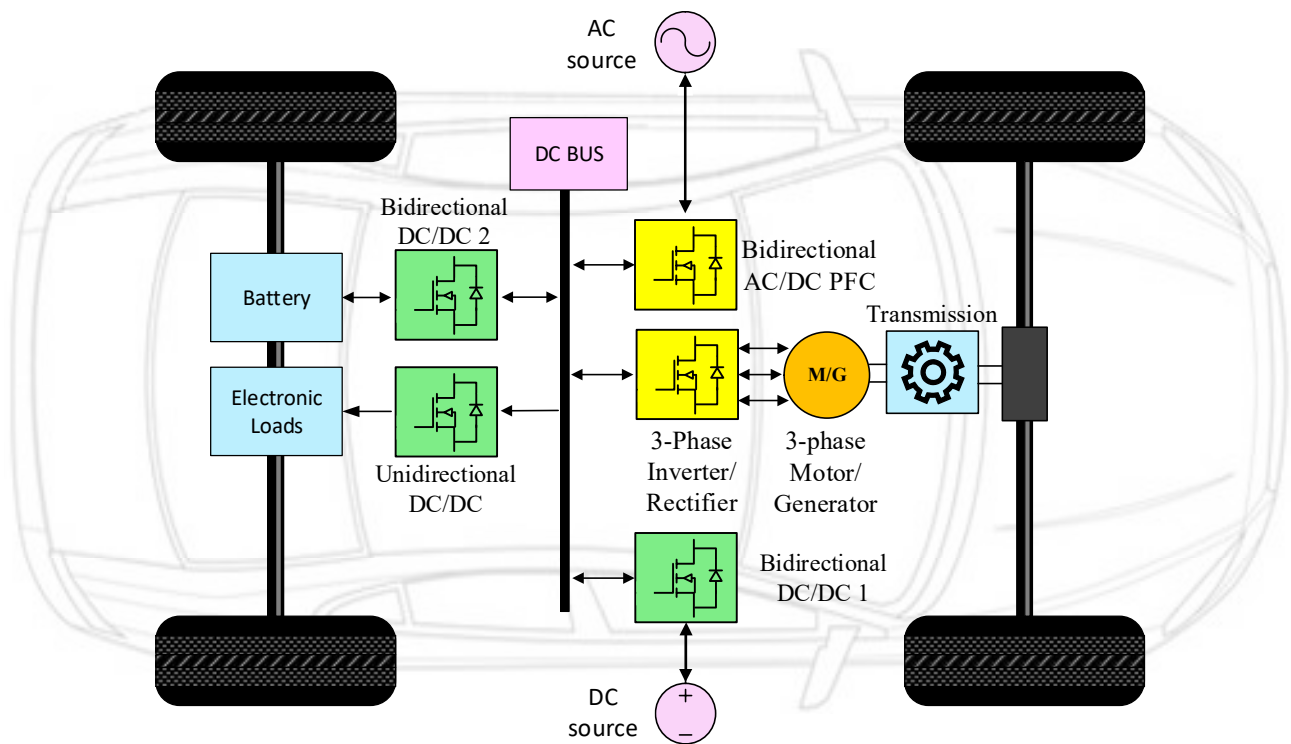 AC
source
DC BUS
Bidirectional
DC/DC 2
Bidirectional
AC/DC PFC
Battery
Transmission
Electronic
Loads
M/G
Unidirectional
DC/DC
3-Phase
Inverter/
Rectifier
3-phase
Motor/
Generator
Bidirectional
DC/DC 1
DC
source
+
−